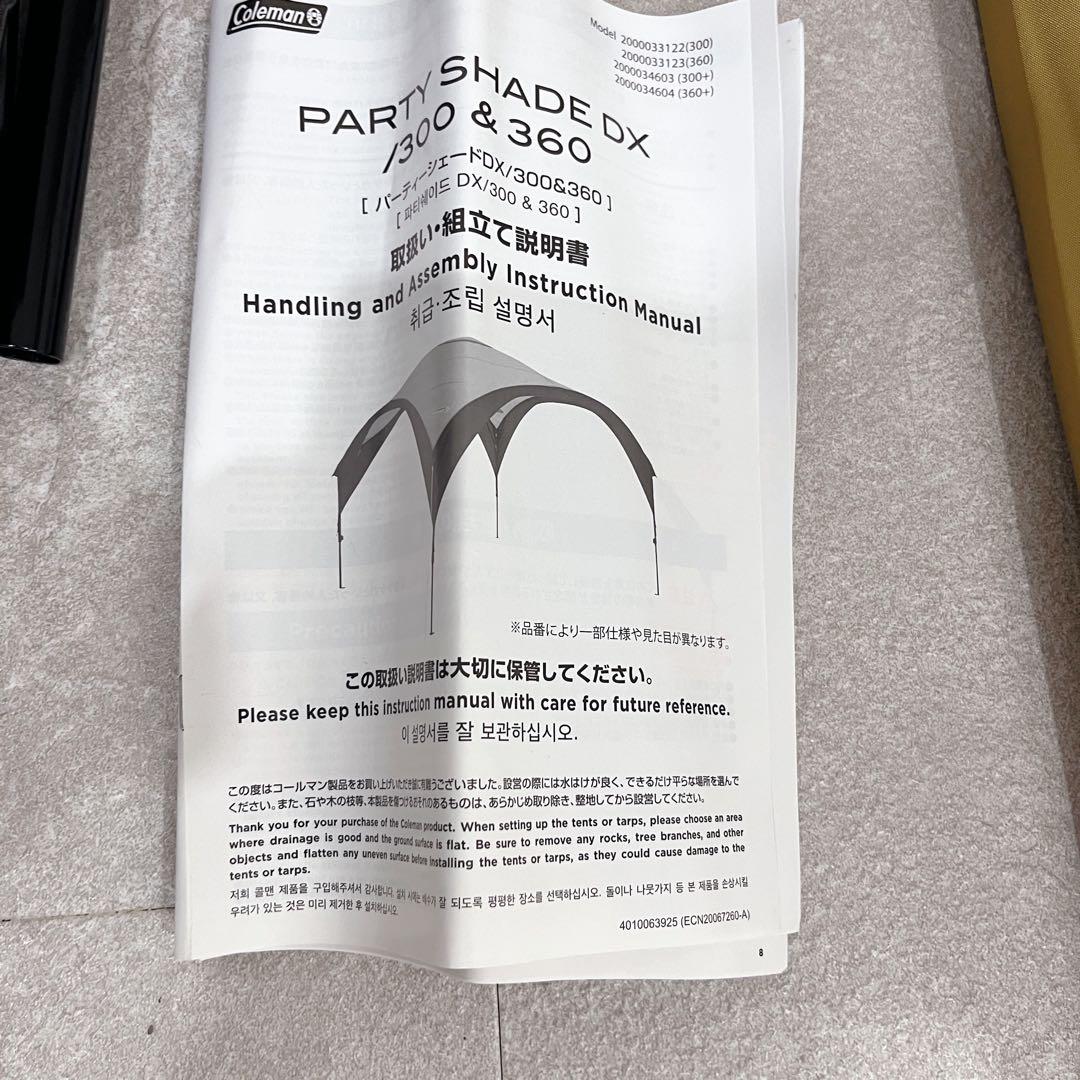 Coleman
Model 2000033122(300)
2000033123(360)
2000034603 (300+)
2000034604 (360+)
PARTY SHADE DX
/300 & 360
[ パーティーシェードDX/300&360 ]
[ 파티쉐이드 DX/300 & 360 ]
取扱い・組立て説明書
Handling and Assembly Instruction Manual
취급·조립 설명서
※品番により一部仕様や見た目が異なります。
この取扱い説明書は大切に保管してください。
Please keep this instruction manual with care for future reference.
이 설명서를 잘 보관하십시오.
この度はコールマン製品をお買い上げいただき誠に有難うございました。設営の際には水はけが良く、できるだけ平らな場所を選んで
ください。また、石や木の枝等、本製品を傷つけるおそれのあるものは、あらかじめ取り除き、整地してから設営してください。
Thank you for your purchase of the Coleman product. When setting up the tents or tarps, please choose an area
where drainage is good and the ground surface is flat. Be sure to remove any rocks, tree branches, and other
objects and flatten any uneven surface before installing the tents or tarps, as they could cause damage to the
tents or tarps.
저희 콜맨 제품을 구입해주셔서 감사합니다. 설치 시에는 배수가 잘 되도록 평평한 장소를 선택하십시오. 돌이나 나뭇가지 등 본 제품을 손상시킬
우려가 있는 것은 미리 제거한 후 설치하십시오.
4010063925 (ECN20067260-A)
8